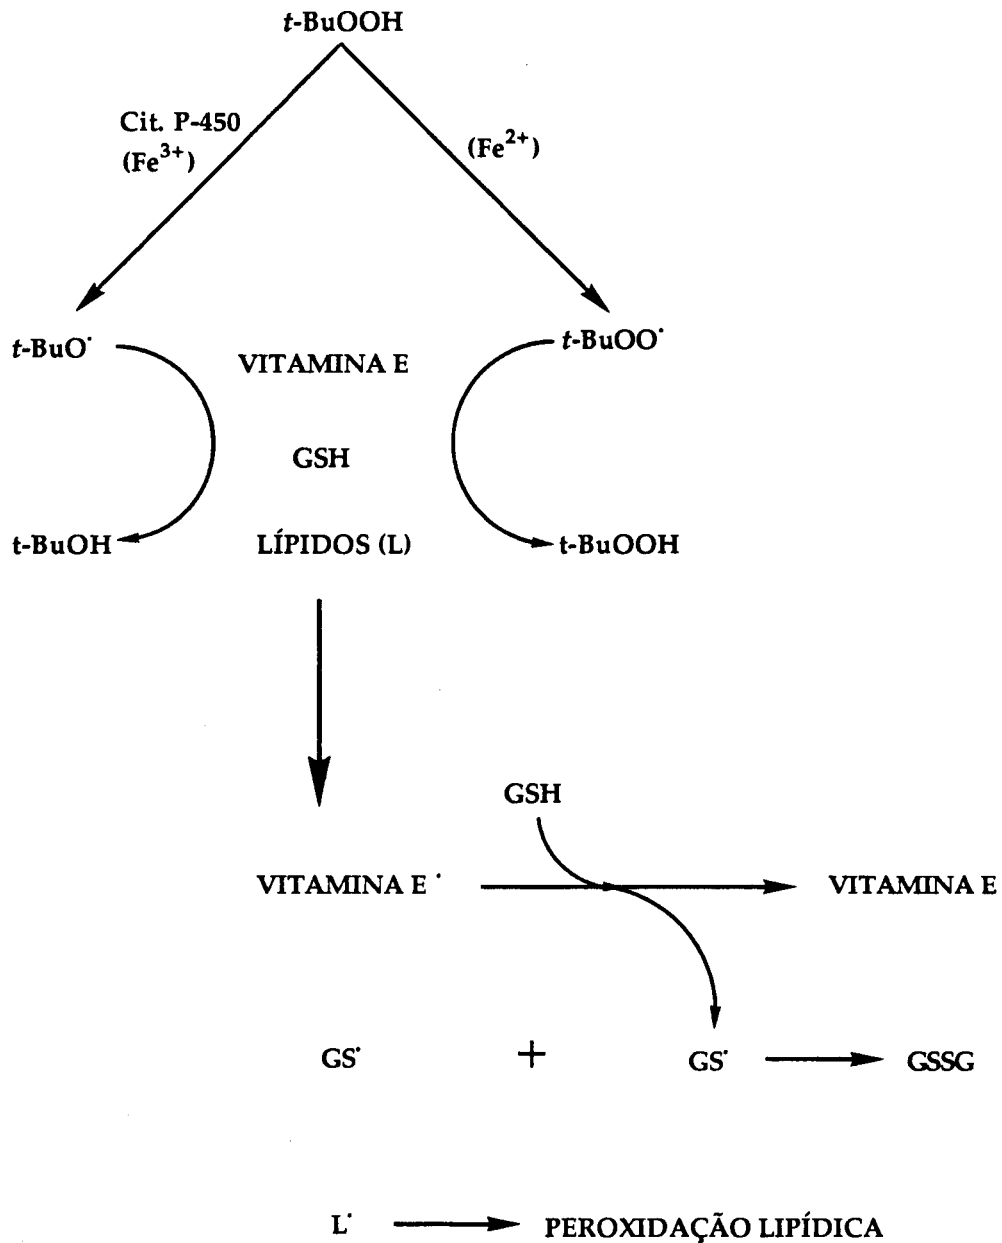 t-BuOOH
Cit. P-450
(Fe3+)
(Fe2+)
t-BuO·
t-BuOO·
VITAMINA E
GSH
t-BuOH
LÍPIDOS (L)
t-BuOOH
GSH
VITAMINA E ·
VITAMINA E
GS·
+
GS·
GSSG
L·
PEROXIDAÇÃO LIPÍDICA